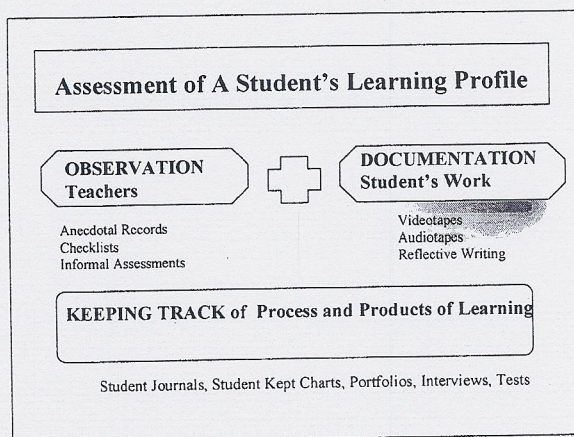 Assessment of A Student's Learning Profile
OBSERVATION
Teachers
DOCUMENTATION
Student's Work
Anecdotal Records
Checklists
Informal Assessments
Videotapes
Audiotapes
Reflective Writing
KEEPING TRACK of Process and Products of Learning
Student Journals, Student Kept Charts, Portfolios, Interviews, Tests